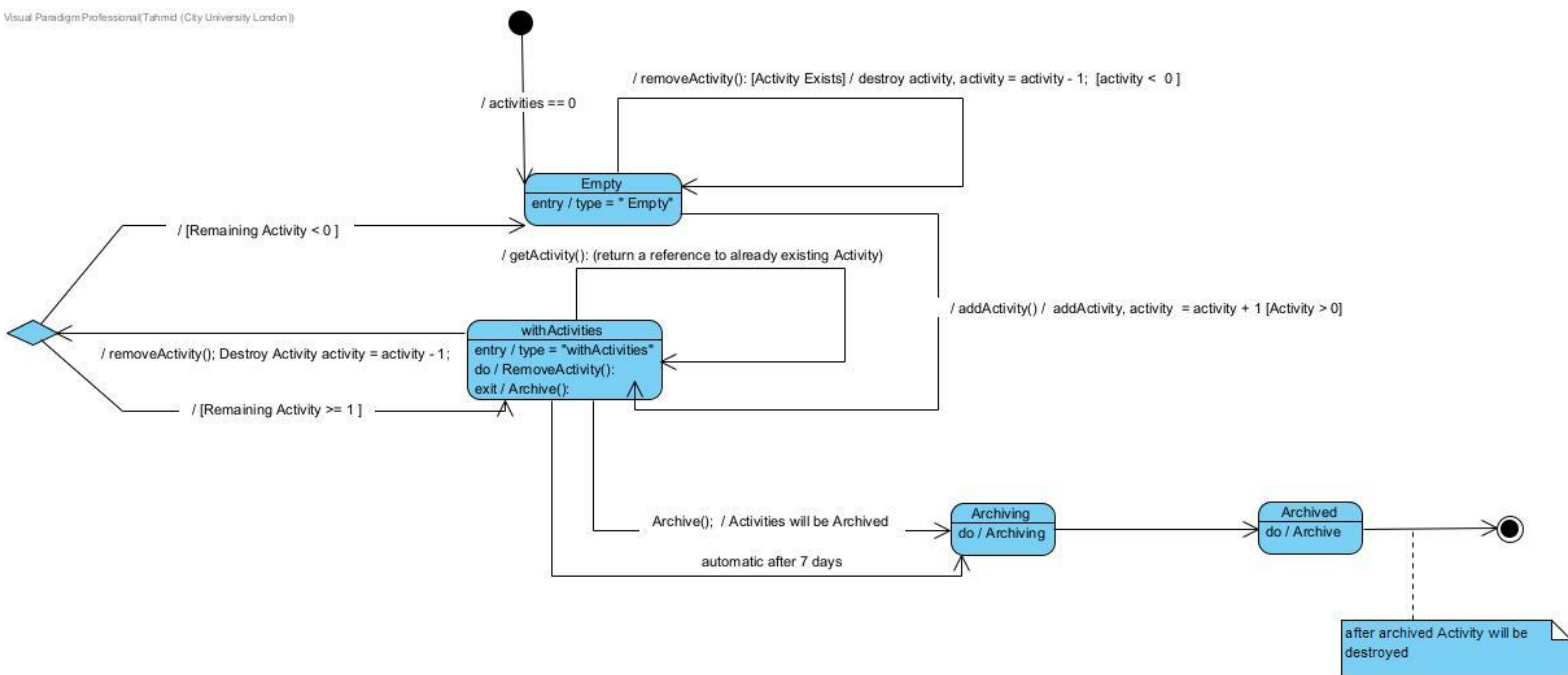 Visual Paradigm Professional(Tahmid (City University London))
/ removeActivity(): [Activity Exists] / destroy activity, activity = activity - 1;  [activity <  0 ]
/ activities == 0
Empty
entry / type = " Empty"
/ [Remaining Activity < 0 ]
/ getActivity(): (return a reference to already existing Activity)
/ addActivity() /  addActivity, activity  = activity + 1 [Activity > 0]
withActivities
entry / type = "withActivities"
do / RemoveActivity():
exit / Archive():
/ removeActivity(); Destroy Activity activity = activity - 1;
/ [Remaining Activity >= 1 ]
Archive();  / Activities will be Archived
automatic after 7 days
Archiving
do / Archiving
Archived
do / Archive
after archived Activity will be
destroyed